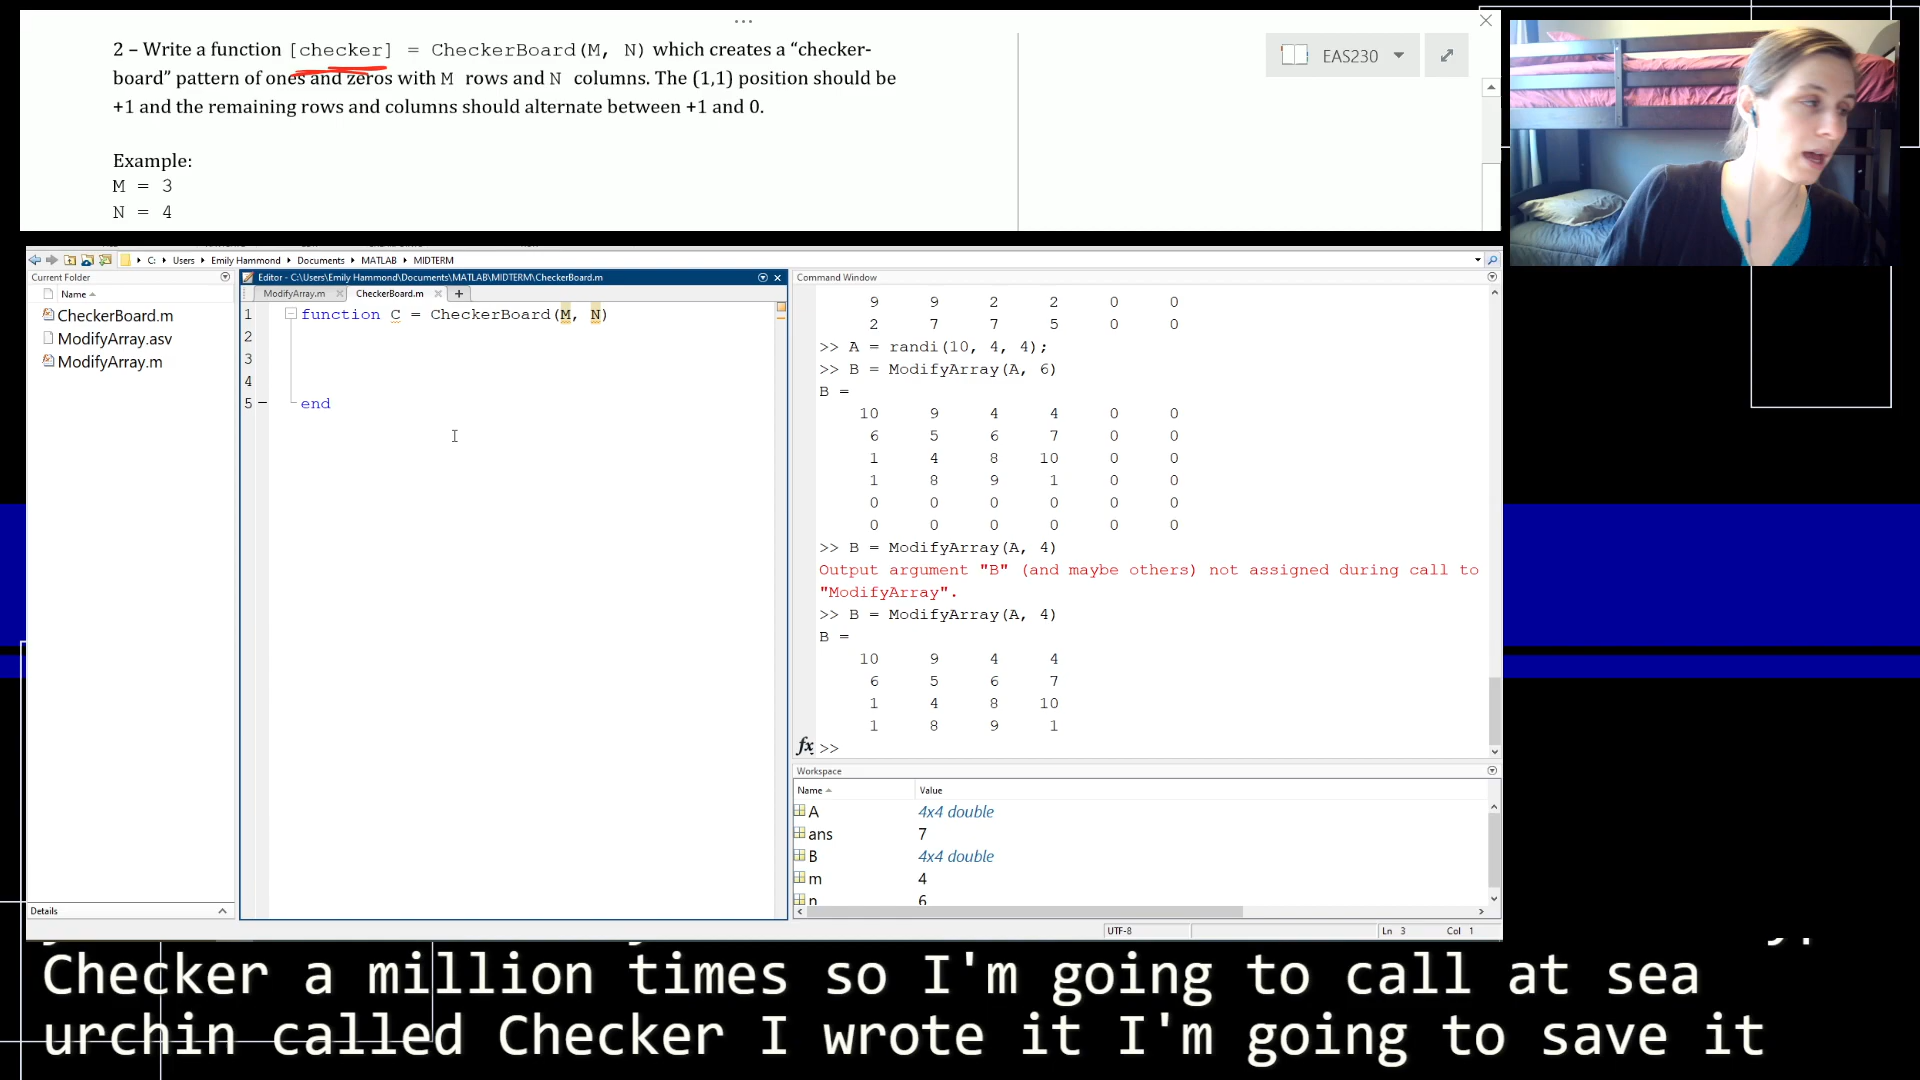 2 – Write a function [checker] = CheckerBoard(M, N) which creates a “checker-
board” pattern of ones and zeros with M rows and N columns. The (1,1) position should be
+1 and the remaining rows and columns should alternate between +1 and 0.
Example:
M = 3
N = 4
EAS230
C: Users Emily Hammond Documents MATLAB MIDTERM
Current Folder
Name
CheckerBoard.m
ModifyArray.asv
ModifyArray.m
Details
Editor - C:\Users\Emily Hammond\Documents\MATLAB\MIDTERM\CheckerBoard.m
ModifyArray.m CheckerBoard.m +
1 function C = CheckerBoard(M, N)
2
3
4
5 end
Command Window
9 9 2 2 0 0
2 7 7 5 0 0
>> A = randi(10, 4, 4);
>> B = ModifyArray(A, 6)
B =
10 9 4 4 0 0
6 5 6 7 0 0
1 4 8 10 0 0
1 8 9 1 0 0
0 0 0 0 0 0
0 0 0 0 0 0
>> B = ModifyArray(A, 4)
Output argument "B" (and maybe others) not assigned during call to
"ModifyArray".
>> B = ModifyArray(A, 4)
B =
10 9 4 4
6 5 6 7
1 4 8 10
1 8 9 1
fx >>
Workspace
Name Value
A 4x4 double
ans 7
B 4x4 double
m 4
n 6
UTF-8 Ln 3 Col 1
Checker a million times so I'm going to call at sea
urchin called Checker I wrote it I'm going to save it